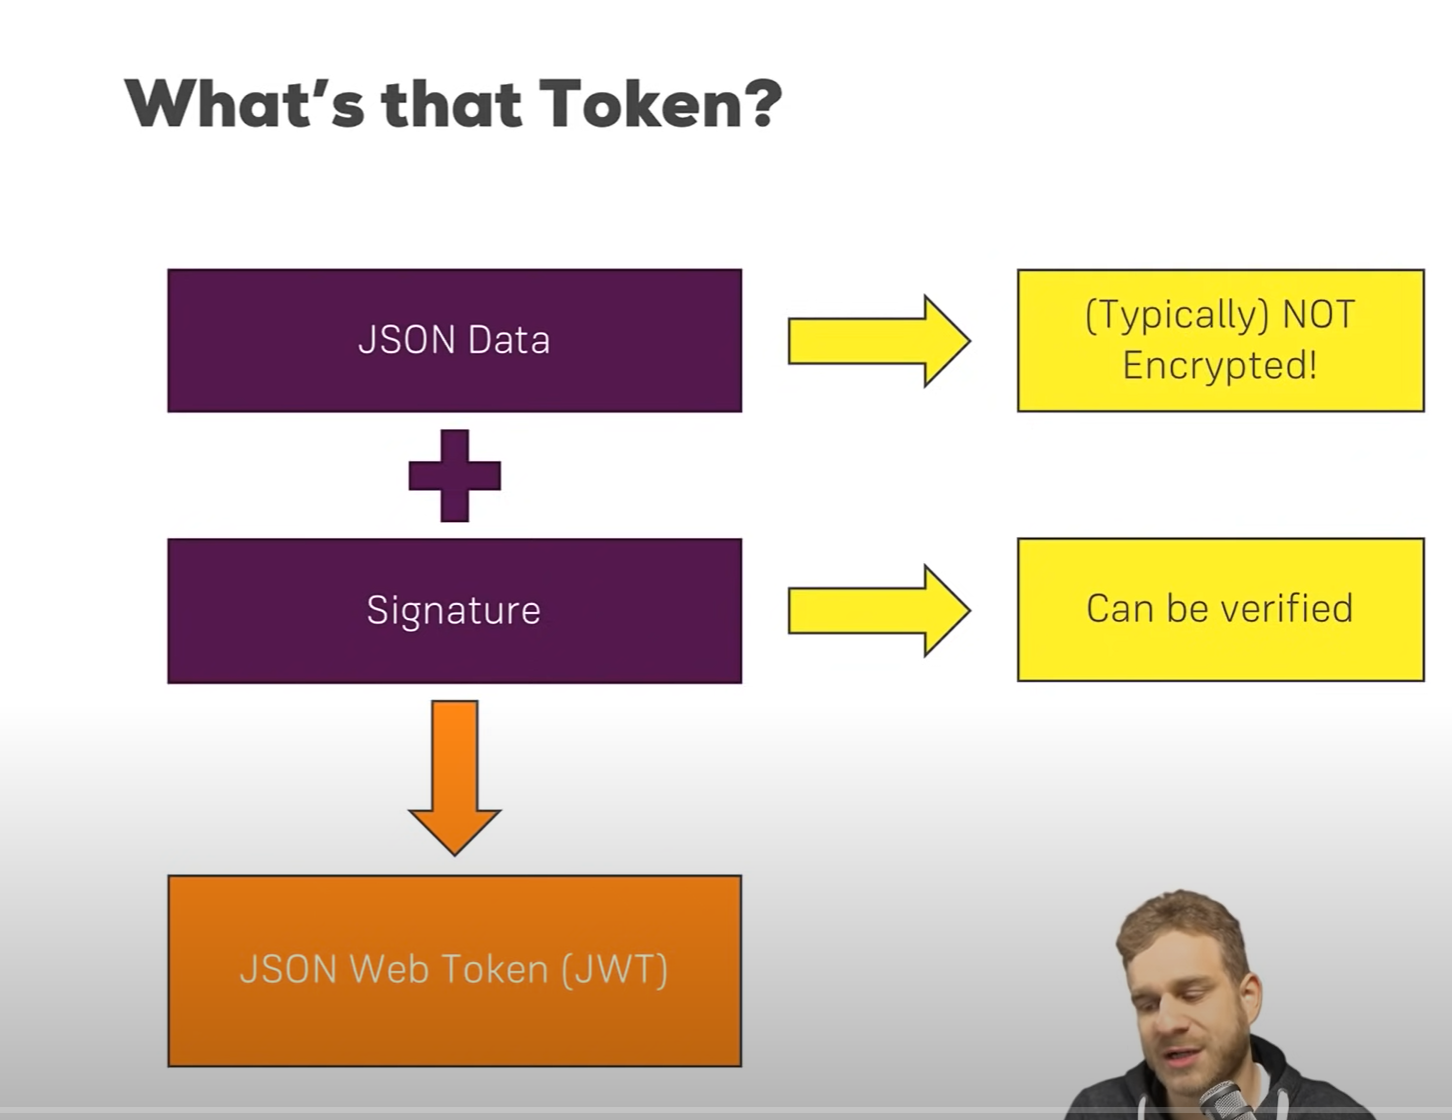 What's that Token?
JSON Data
(Typically) NOT
Encrypted!
Signature
Can be verified
JSON Web Token (JWT)